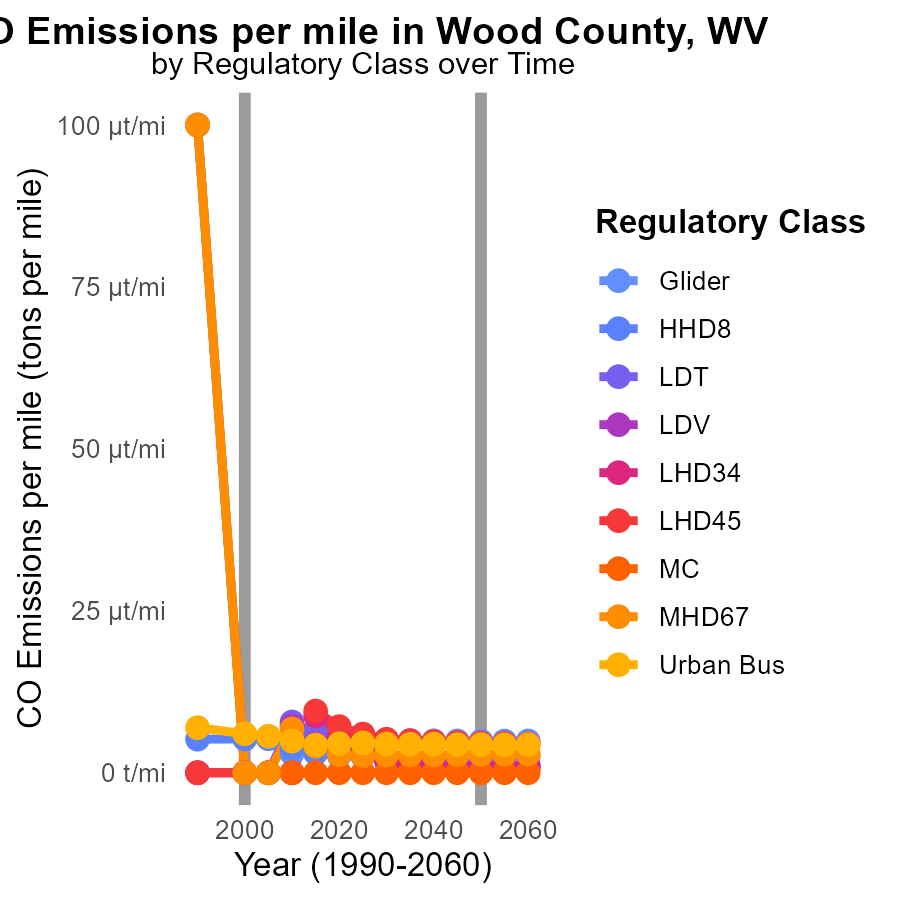 O Emissions per mile in Wood County, WV
by Regulatory Class over Time
CO Emissions per mile (tons per mile)
100 µt/mi
75 µt/mi
50 µt/mi
25 µt/mi
0 t/mi
2000 2020 2040 2060
Year (1990-2060)
Regulatory Class
Glider
HHD8
LDT
LDV
LHD34
LHD45
MC
MHD67
Urban Bus